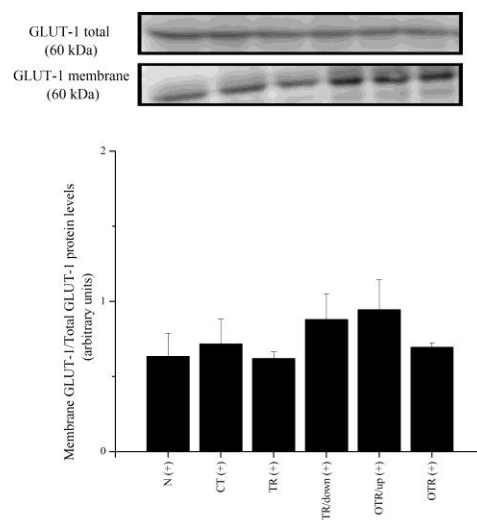 GLUT-1 total
(60 kDa)
GLUT-1 membrane
(60 kDa)
Membrane GLUT-1/Total GLUT-1 protein levels
(arbitrary units)
2
1
0
N (+)
CT (+)
TR (+)
TR/down (+)
OTR/up (+)
OTR (+)